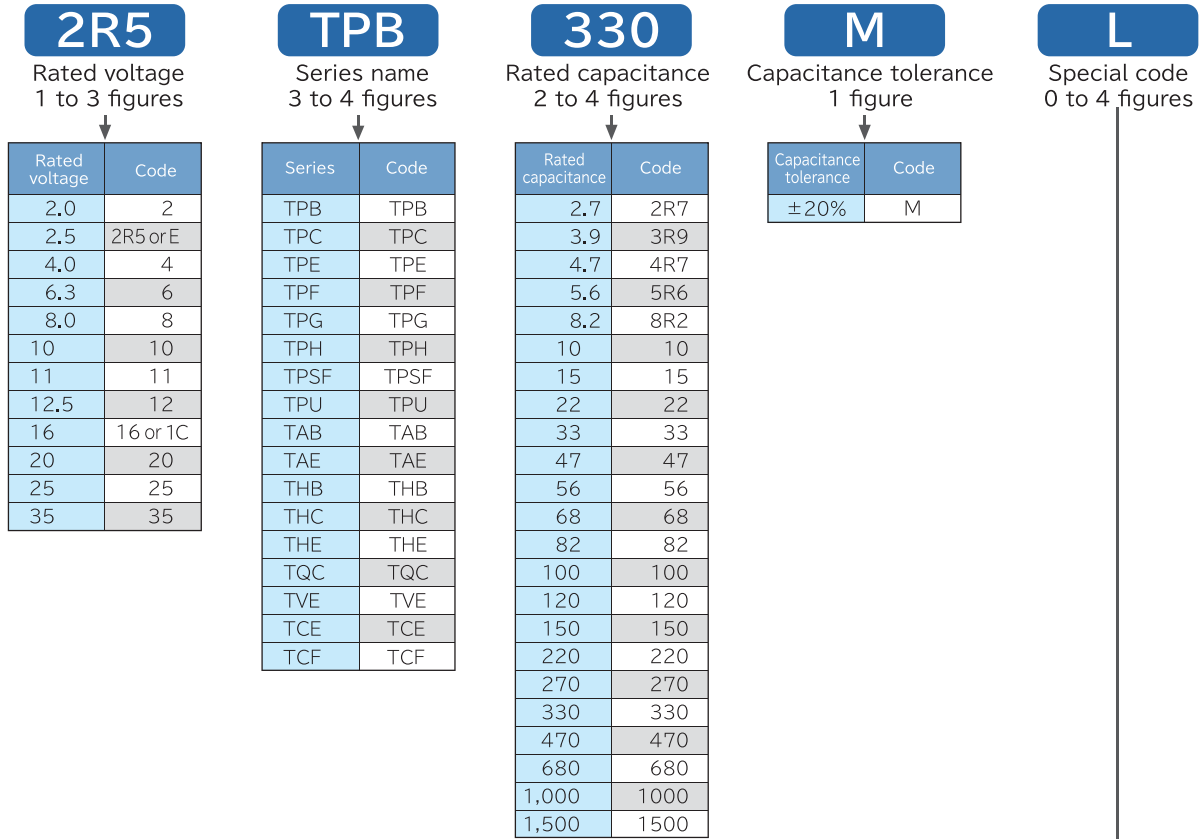 2R5
Rated voltage
1 to 3 figures
Rated voltage Code
2.0 2
2.5 2R5 or E
4.0 4
6.3 6
8.0 8
10 10
11 11
12.5 12
16 16 or 1C
20 20
25 25
35 35
TPB
Series name
3 to 4 figures
Series Code
TPB TPB
TPC TPC
TPE TPE
TPF TPF
TPG TPG
TPH TPH
TPSF TPSF
TPU TPU
TAB TAB
TAE TAE
THB THB
THC THC
THE THE
TQC TQC
TVE TVE
TCE TCE
TCF TCF
330
Rated capacitance
2 to 4 figures
Rated capacitance Code
2.7 2R7
3.9 3R9
4.7 4R7
5.6 5R6
8.2 8R2
10 10
15 15
22 22
33 33
47 47
56 56
68 68
82 82
100 100
120 120
150 150
220 220
270 270
330 330
470 470
680 680
1,000 1000
1,500 1500
M
Capacitance tolerance
1 figure
Capacitance tolerance Code
±20% M
L
Special code
0 to 4 figures